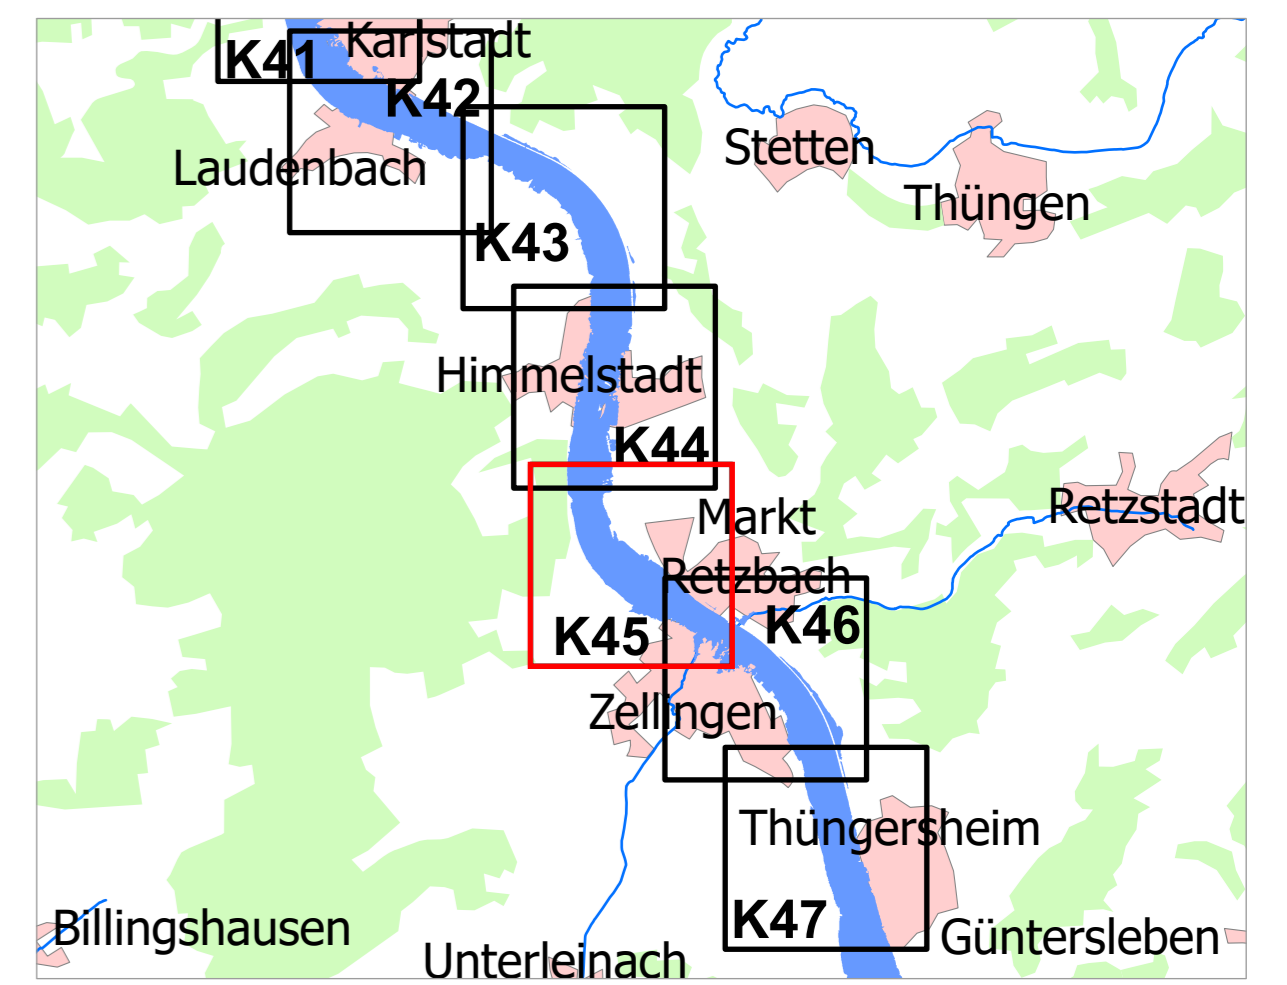 Karlstadt
K41
K42
Stetten
Laudenbach
Thüngen
K43
Himmelstadt
K44
Markt
Retzbach
Retzstadt
K45
K46
Zellingen
Thüngersheim
K47
Billingshausen
Güntersleben
Unterleinach